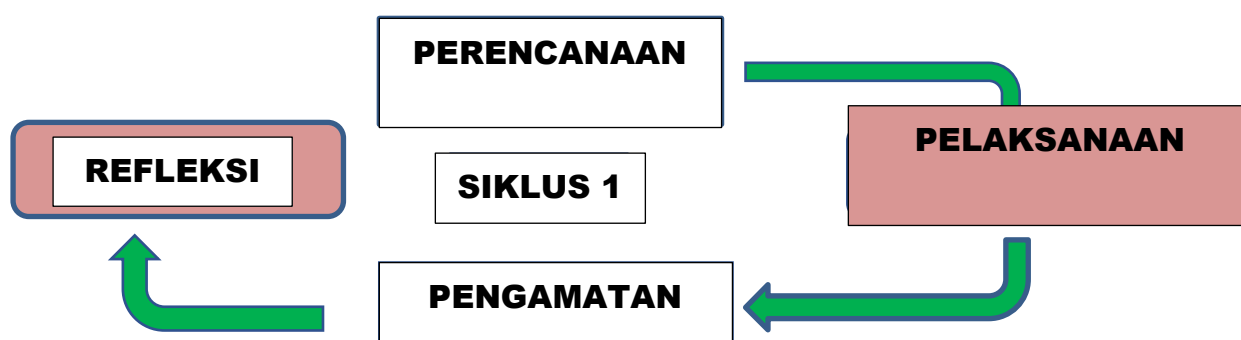 PERENCANAAN
PELAKSANAAN
REFLEKSI
SIKLUS 1
PENGAMATAN